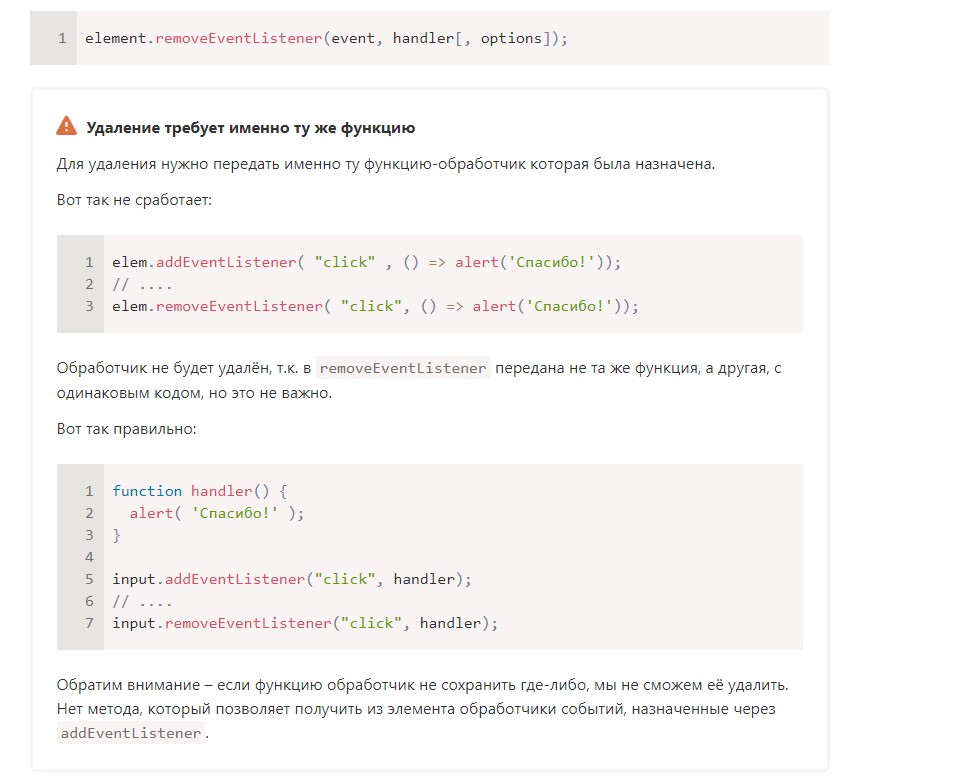 1 element.removeEventListener(event, handler[, options]);
Удаление требует именно ту же функцию
Для удаления нужно передать именно ту функцию-обработчик которая была назначена.
Вот так не сработает:
1 elem.addEventListener( "click" , () => alert('Спасибо!'));
2 // ....
3 elem.removeEventListener( "click", () => alert('Спасибо!'));
Обработчик не будет удалён, т.к. в removeEventListener передана не та же функция, а другая, с
одинаковым кодом, но это не важно.
Вот так правильно:
1 function handler() {
2   alert( 'Спасибо!' );
3 }
4
5 input.addEventListener("click", handler);
6 // ....
7 input.removeEventListener("click", handler);
Обратим внимание – если функцию обработчик не сохранить где-либо, мы не сможем её удалить.
Нет метода, который позволяет получить из элемента обработчики событий, назначенные через
addEventListener.